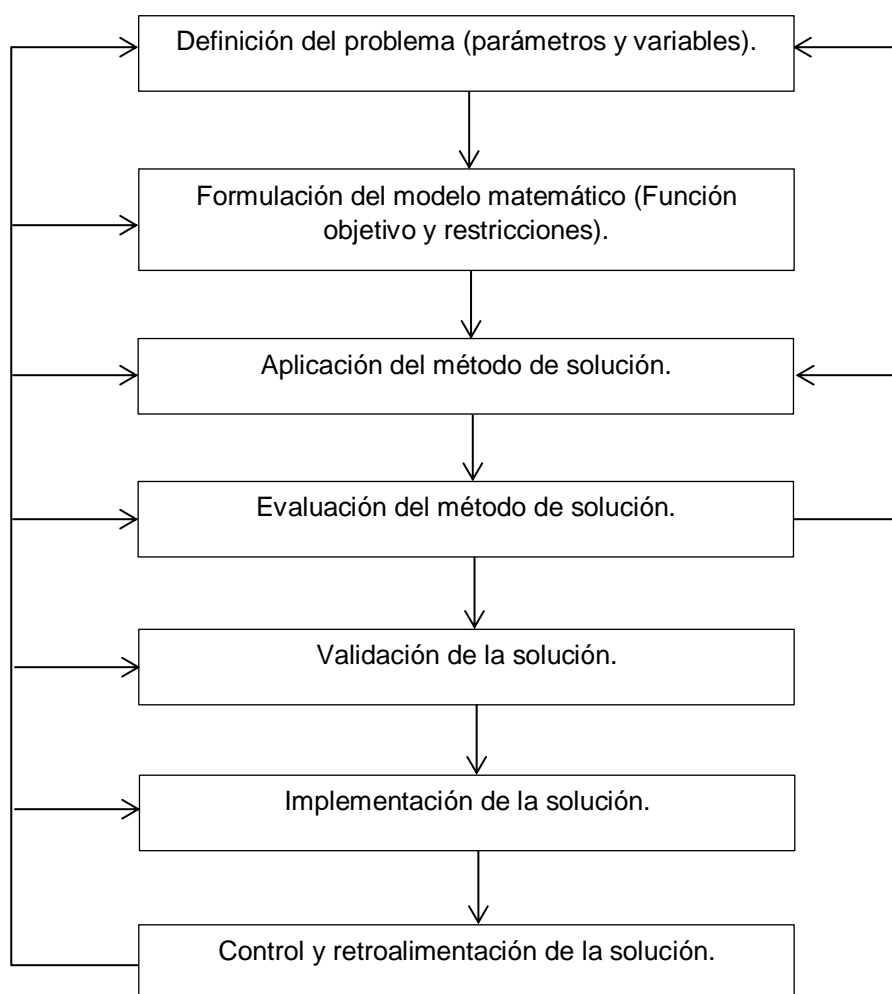 Definición del problema (parámetros y variables).
Formulación del modelo matemático (Función
objetivo y restricciones).
Aplicación del método de solución.
Evaluación del método de solución.
Validación de la solución.
Implementación de la solución.
Control y retroalimentación de la solución.